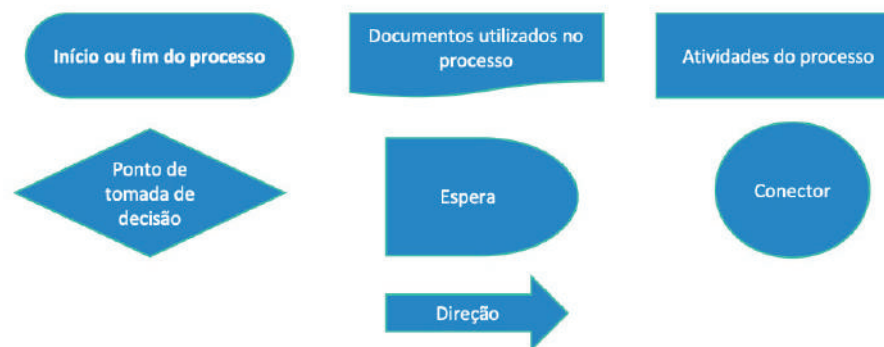 Início ou fim do processo
Documentos utilizados no
processo
Atividades do processo
Ponto de
tomada de
decisão
Espera
Conector
Direção